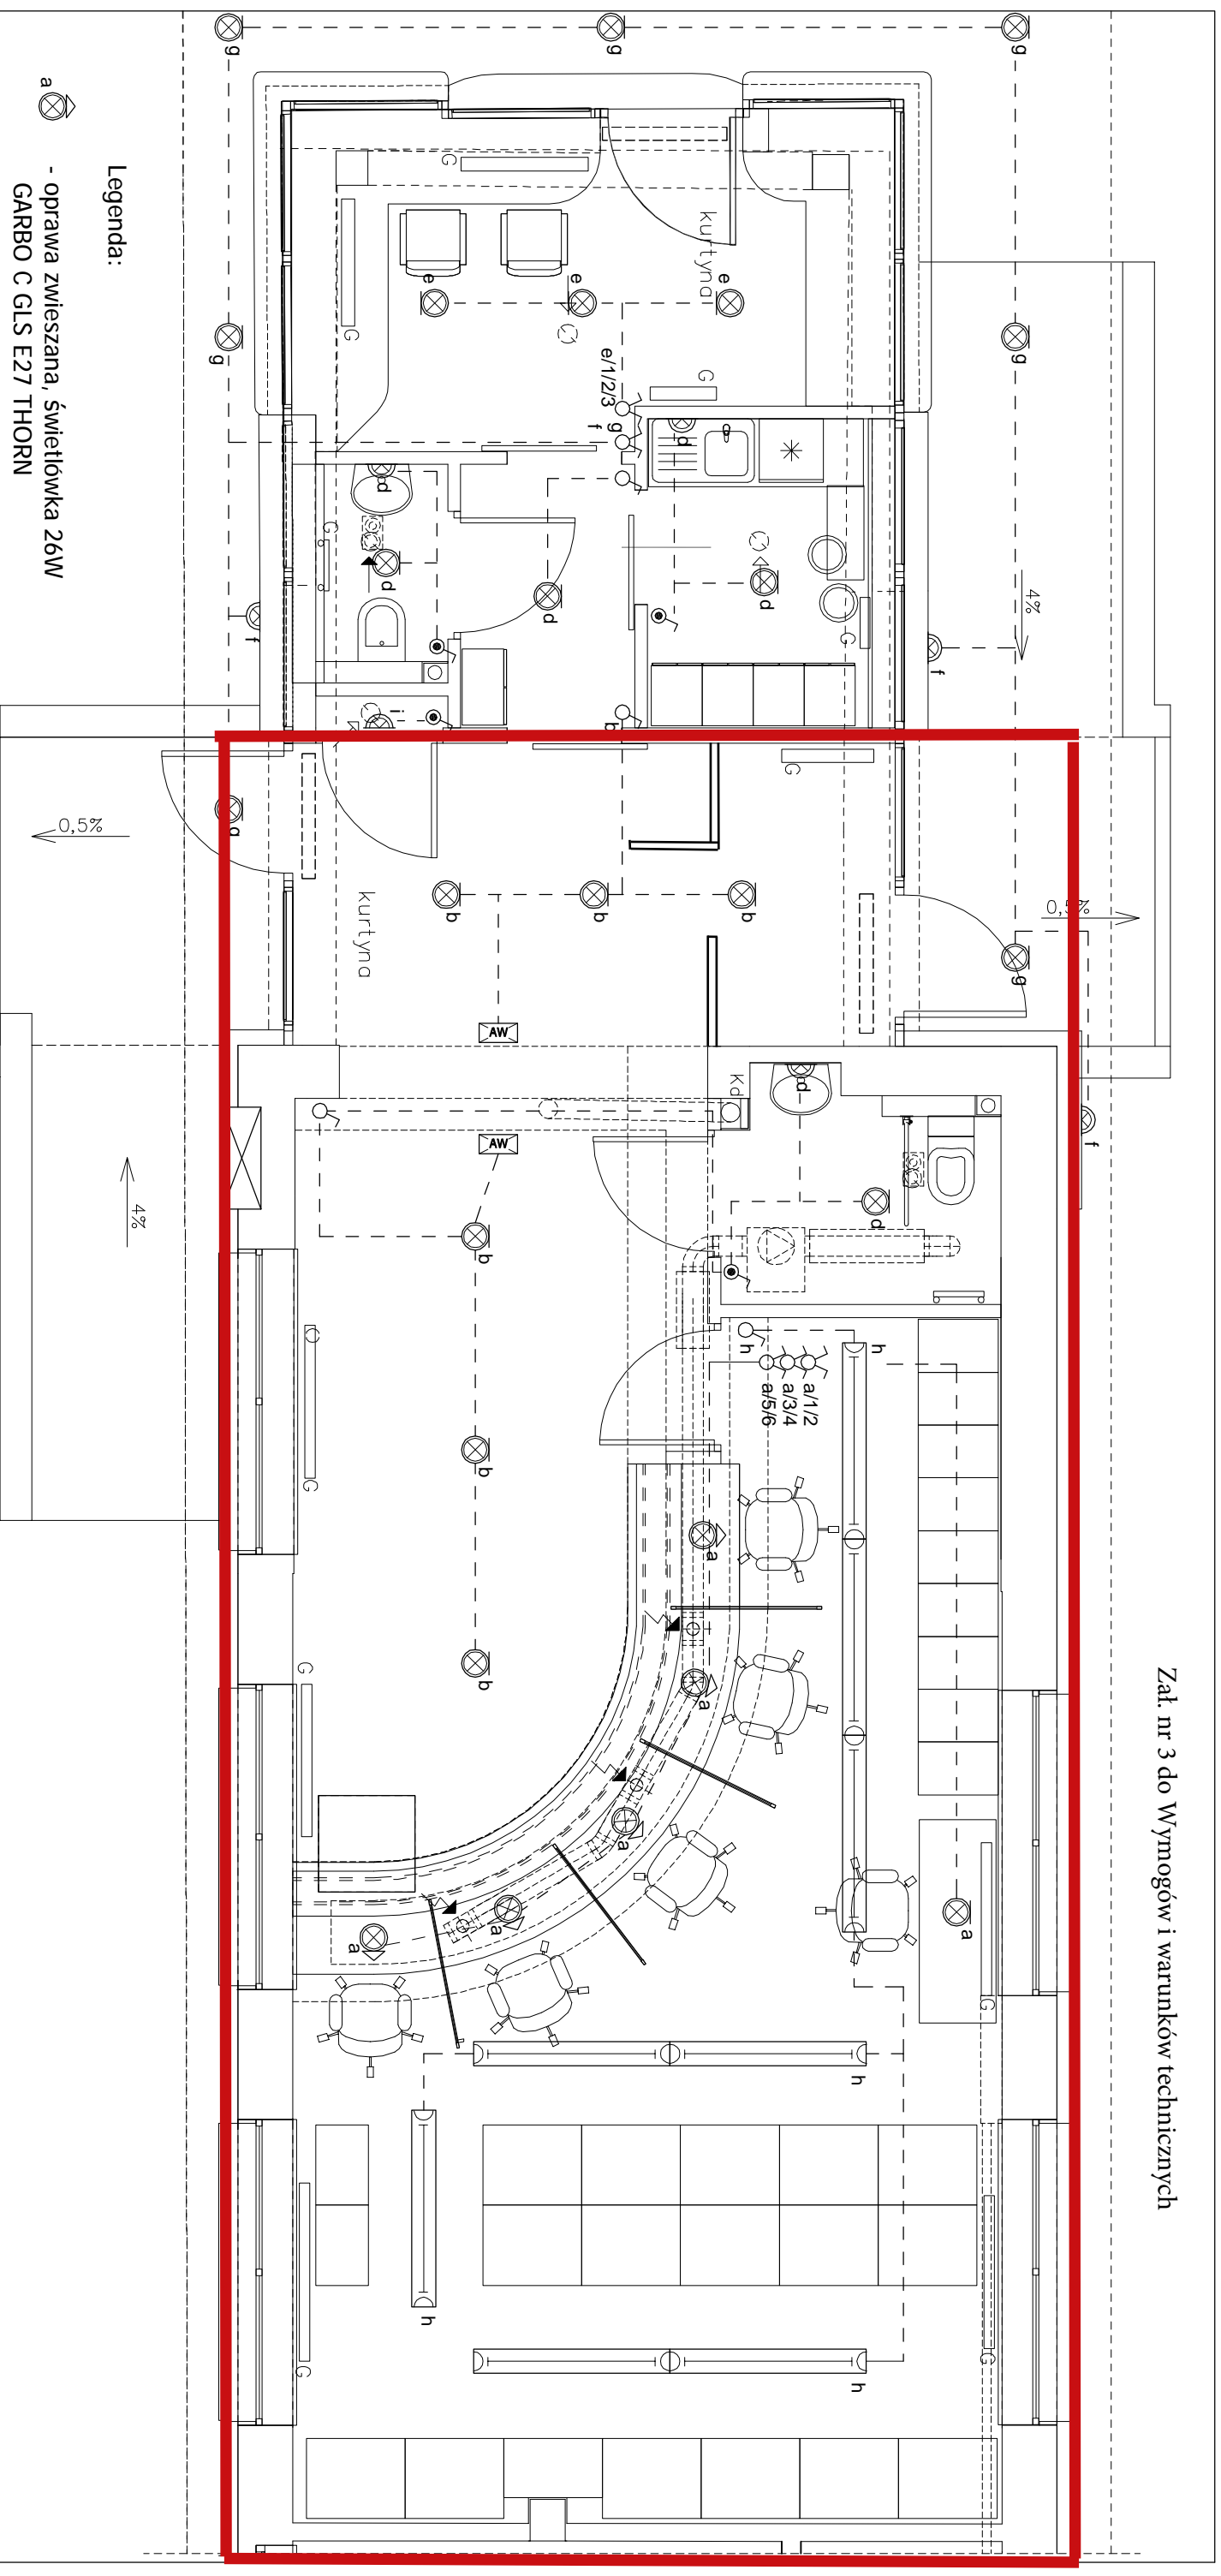 Zał. nr 3 do Wymogów i warunków technicznych
g
g
g
g
g
G
kurtyna
e
e
e
G
G
e/1/2/3
g
f
d
d
G
d
d
d
G
4%
f
f
i
b
G
g
0,5%
0,5%
g
b
b
b
kurtyna
AW
AW
Kd
d
d
f
4%
b
b
b
G
G
h
h
a/1/2
a/3/4
a/5/6
a
a
a
a
a
a
G
h
h
h
G
G
Legenda:
a
- oprawa zwieszana, świetlówka 26W
GARBO C GLS E27 THORN